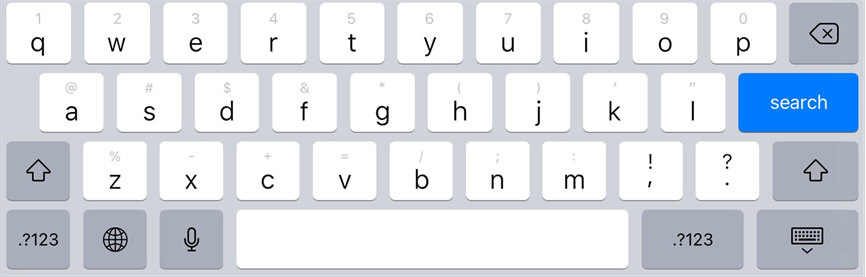 1 2 3 4 5 6 7 8 9 0
q w e r t y u i o p
@ # $ & * ( ) ' "
a s d f g h j k l search
% - + = / ; : ! ?
z x c v b n m , .
.?123 .?123